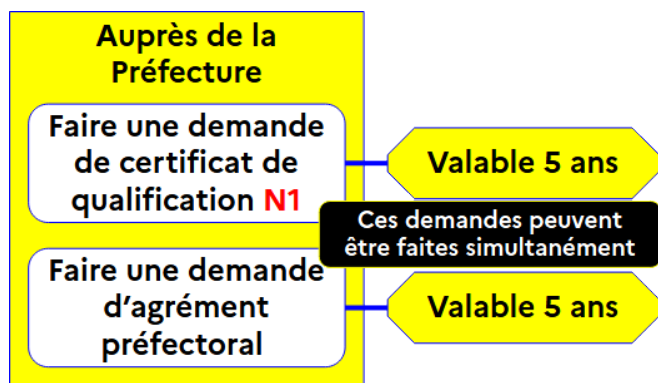 Auprès de la
Préfecture
Faire une demande
de certificat de
qualification N1
Valable 5 ans
Ces demandes peuvent
être faites simultanément
Faire une demande
d'agrément
préfectoral
Valable 5 ans